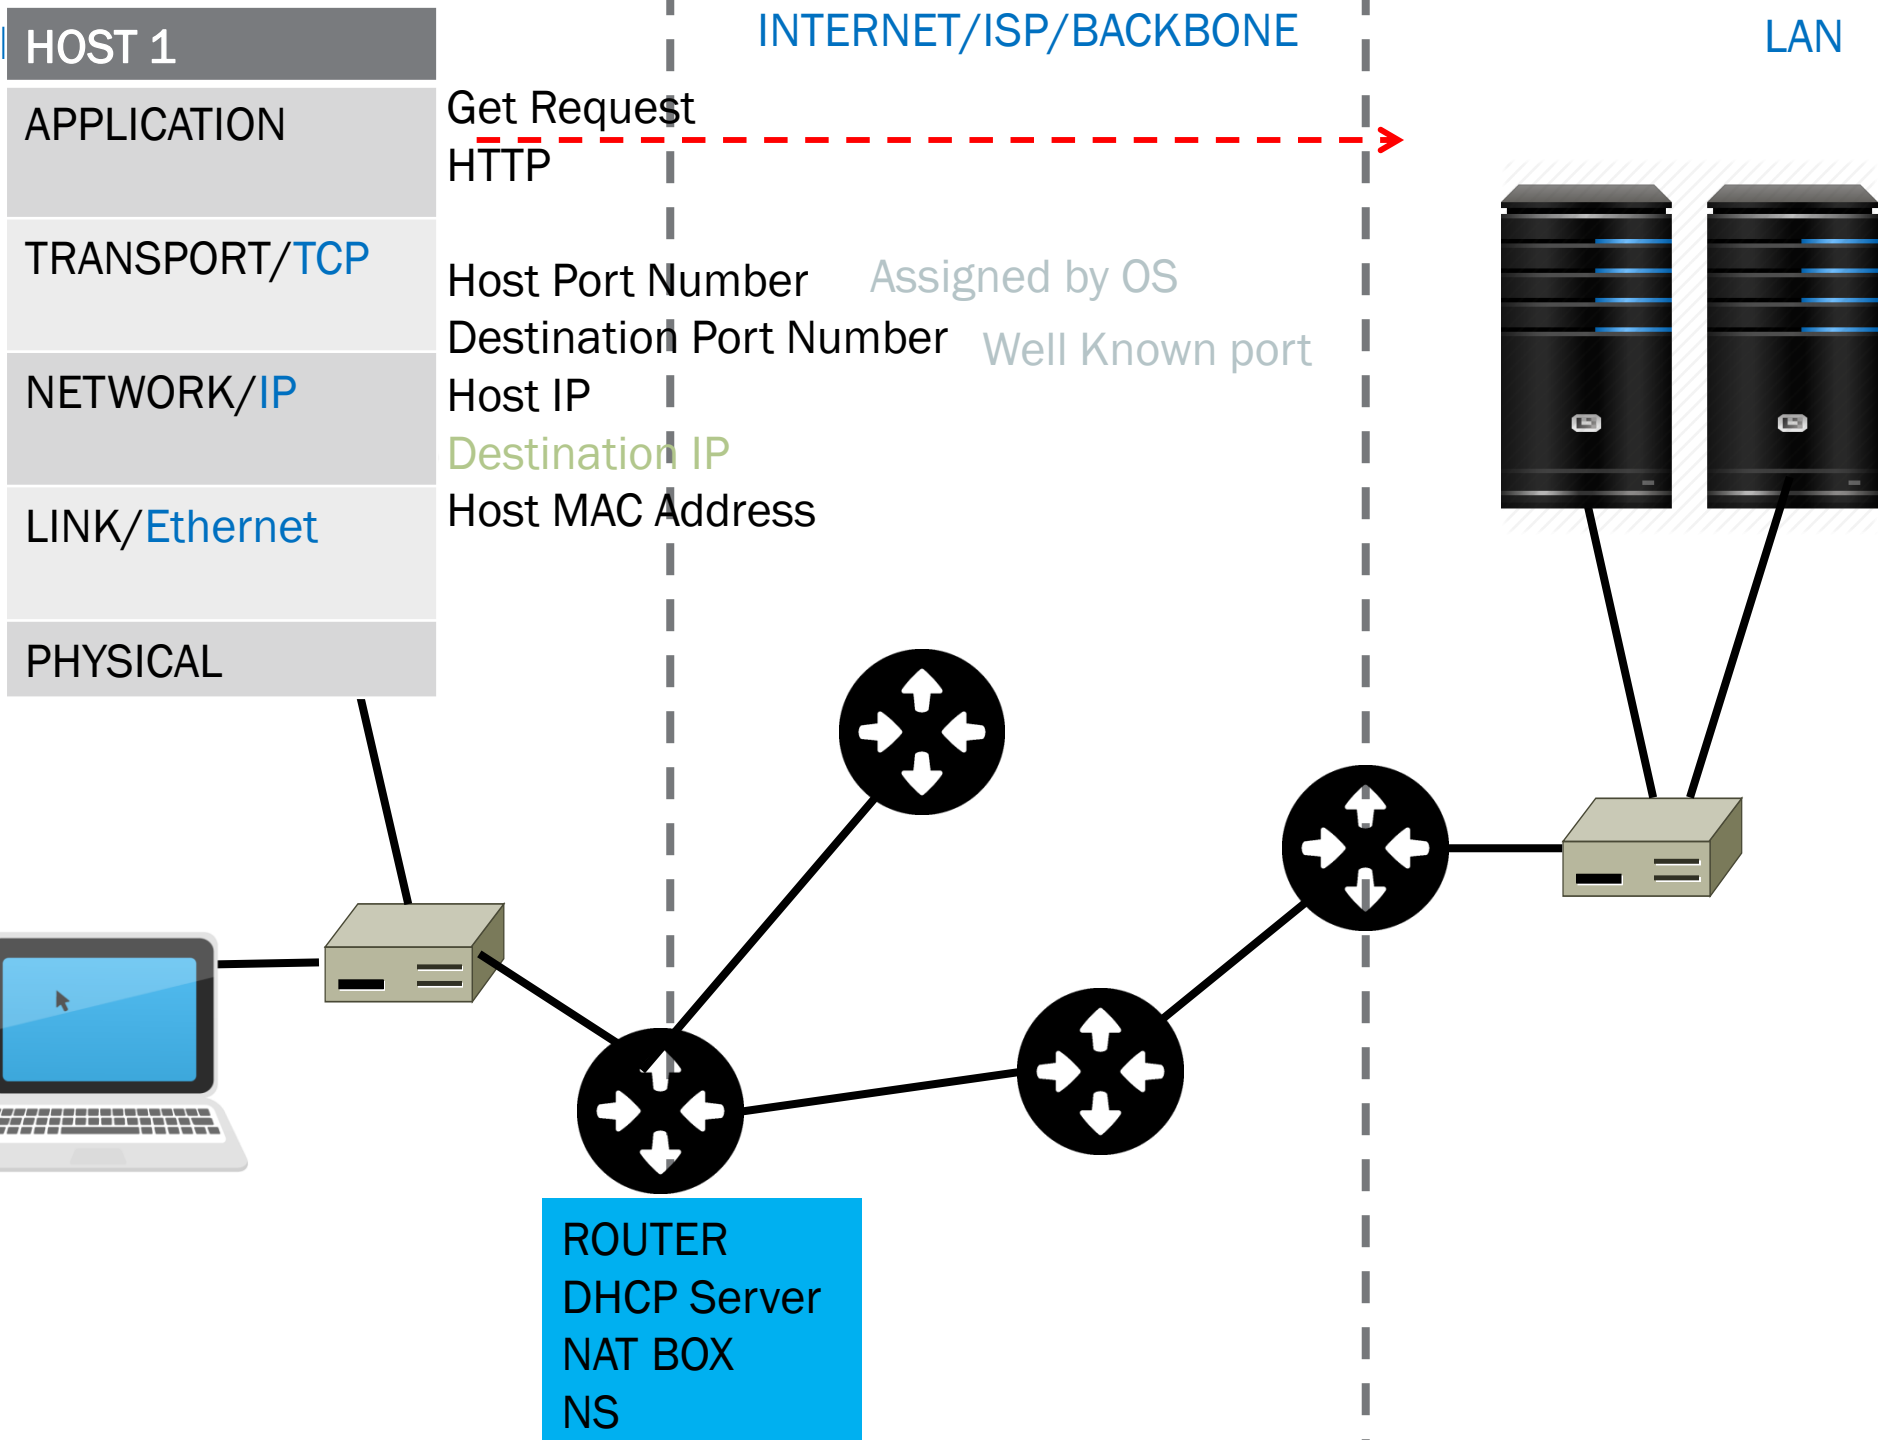 HOST 1
INTERNET/ISP/BACKBONE
LAN
APPLICATION
Get Request
HTTP
TRANSPORT/TCP
Host Port Number
Assigned by OS
Destination Port Number
Well Known port
NETWORK/IP
Host IP
Destination IP
LINK/Ethernet
Host MAC Address
PHYSICAL
ROUTER
DHCP Server
NAT BOX
NS